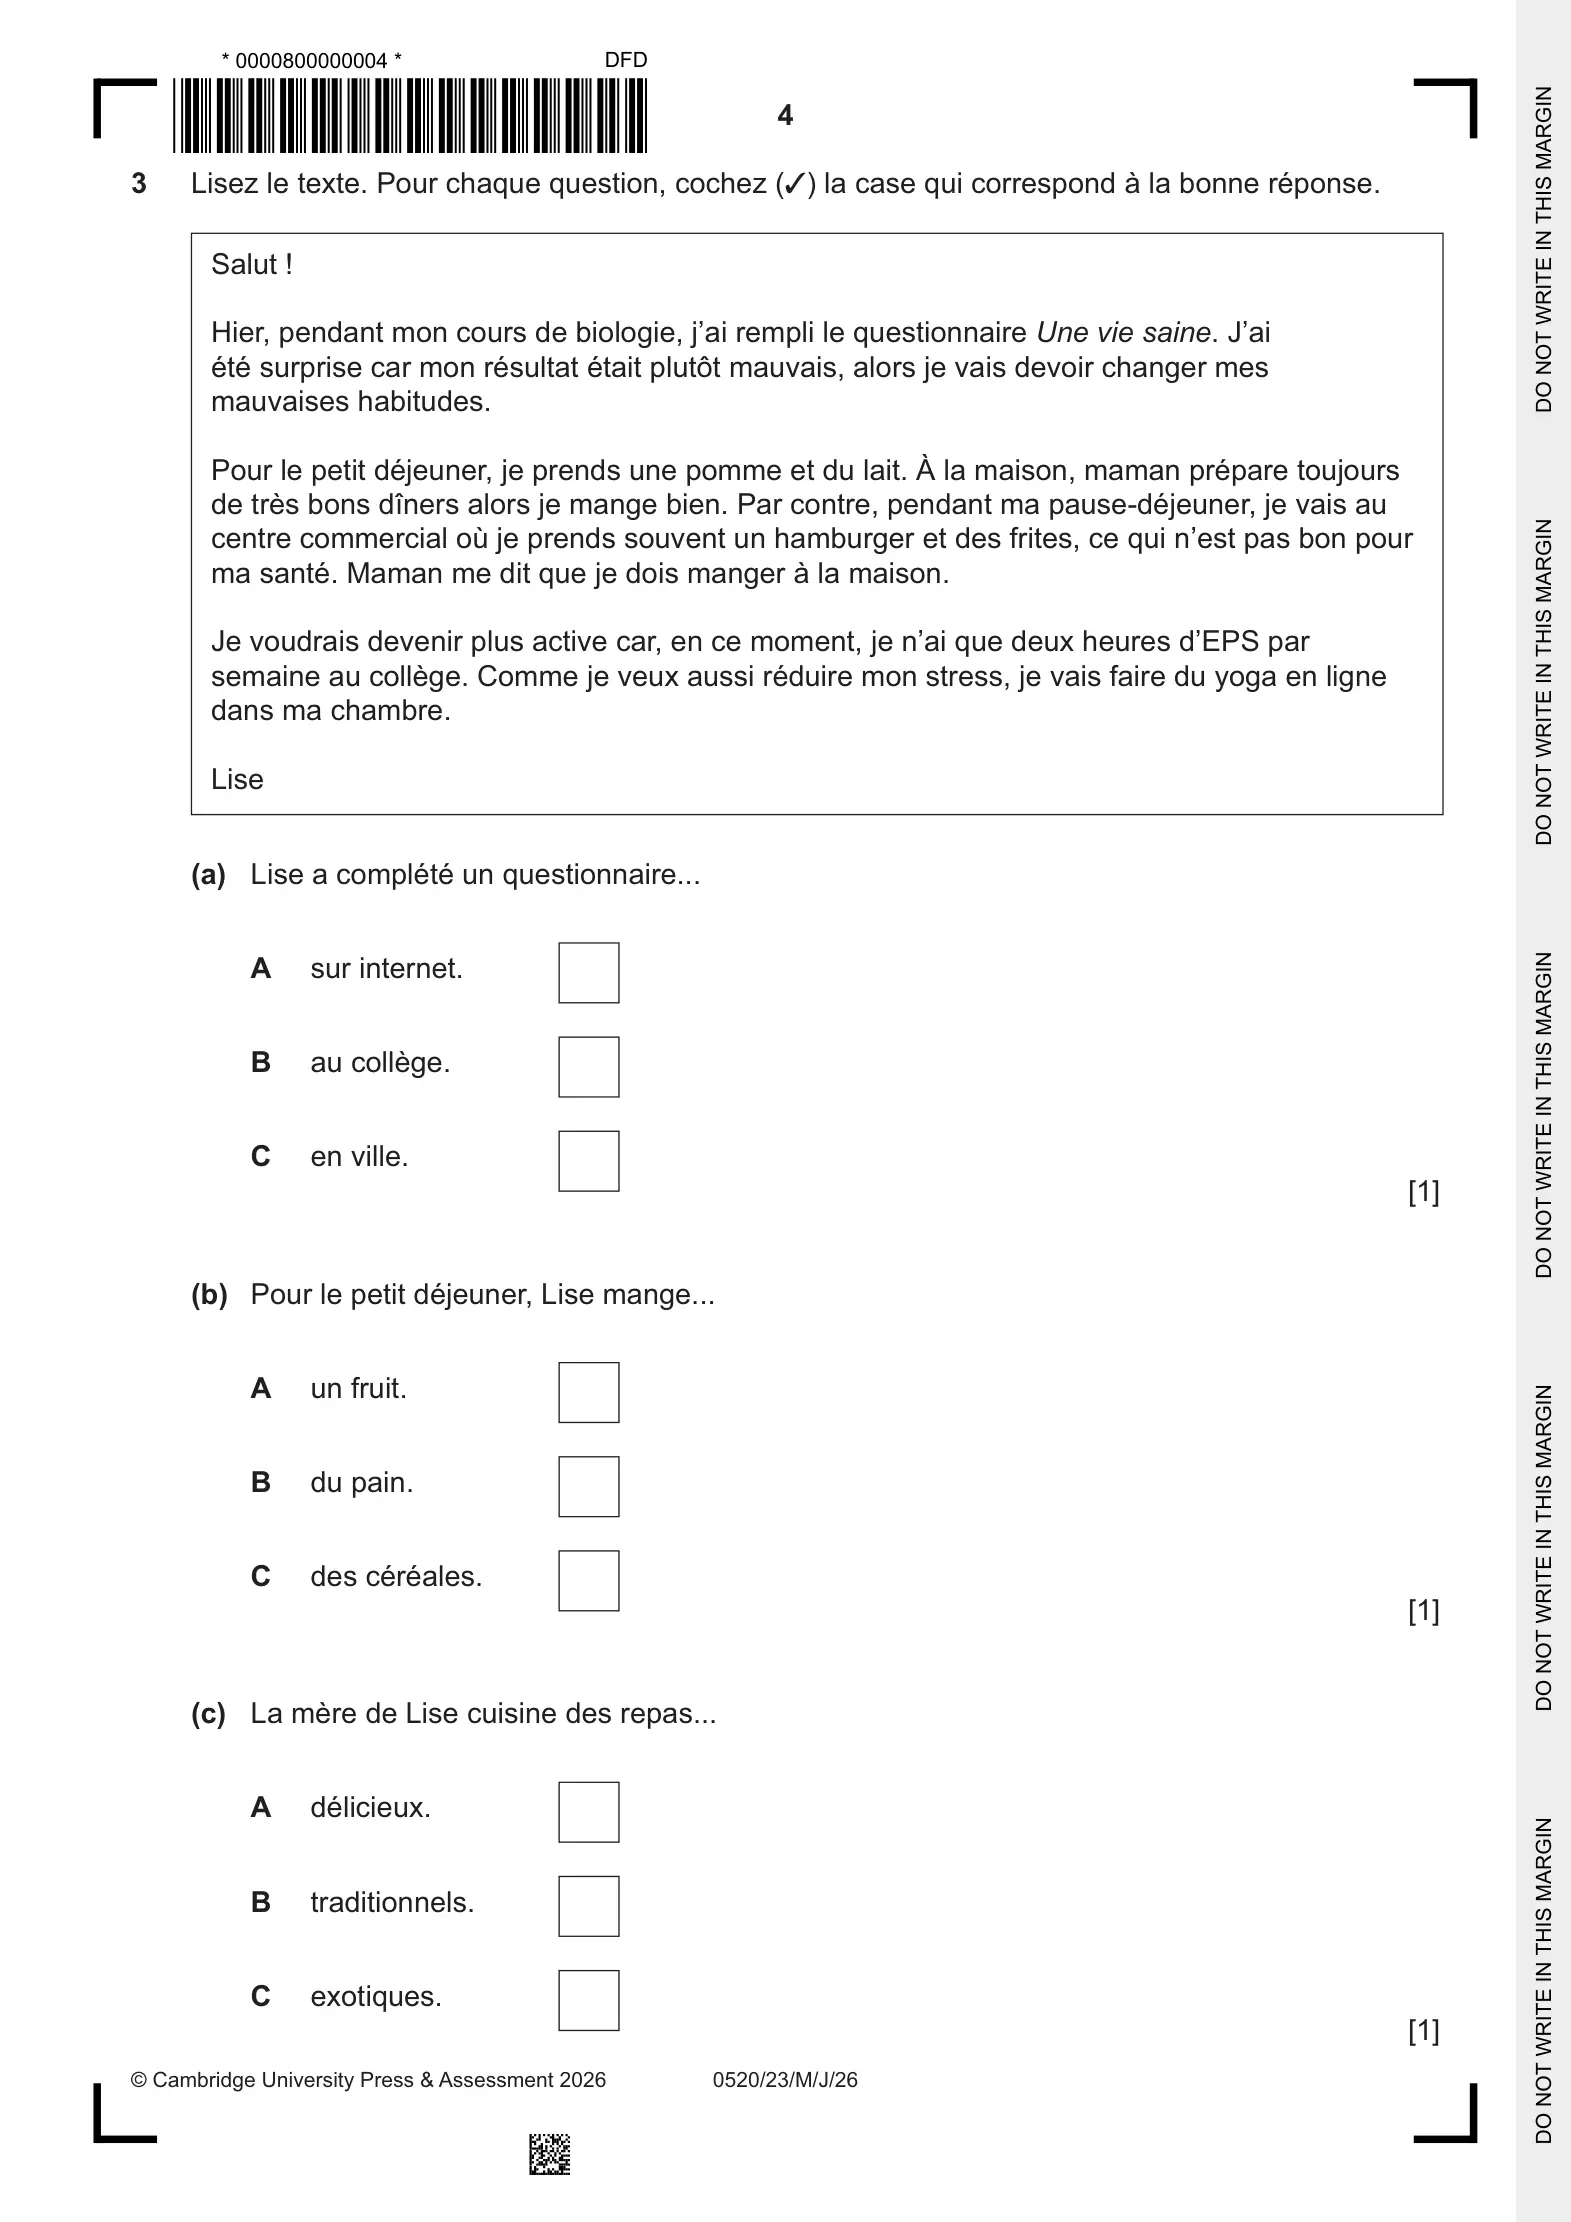 * 0000800000004 *
DFD
4
3 Lisez le texte. Pour chaque question, cochez (✓) la case qui correspond à la bonne réponse.
Salut !
Hier, pendant mon cours de biologie, j’ai rempli le questionnaire Une vie saine. J’ai
été surprise car mon résultat était plutôt mauvais, alors je vais devoir changer mes
mauvaises habitudes.
Pour le petit déjeuner, je prends une pomme et du lait. À la maison, maman prépare toujours
de très bons dîners alors je mange bien. Par contre, pendant ma pause-déjeuner, je vais au
centre commercial où je prends souvent un hamburger et des frites, ce qui n’est pas bon pour
ma santé. Maman me dit que je dois manger à la maison.
Je voudrais devenir plus active car, en ce moment, je n’ai que deux heures d’EPS par
semaine au collège. Comme je veux aussi réduire mon stress, je vais faire du yoga en ligne
dans ma chambre.
Lise
(a) Lise a complété un questionnaire...
A sur internet.
B au collège.
C en ville.
[1]
(b) Pour le petit déjeuner, Lise mange...
A un fruit.
B du pain.
C des céréales.
[1]
(c) La mère de Lise cuisine des repas...
A délicieux.
B traditionnels.
C exotiques.
[1]
© Cambridge University Press & Assessment 2026
0520/23/M/J/26
DO NOT WRITE IN THIS MARGIN
DO NOT WRITE IN THIS MARGIN
DO NOT WRITE IN THIS MARGIN
DO NOT WRITE IN THIS MARGIN
DO NOT WRITE IN THIS MARGIN